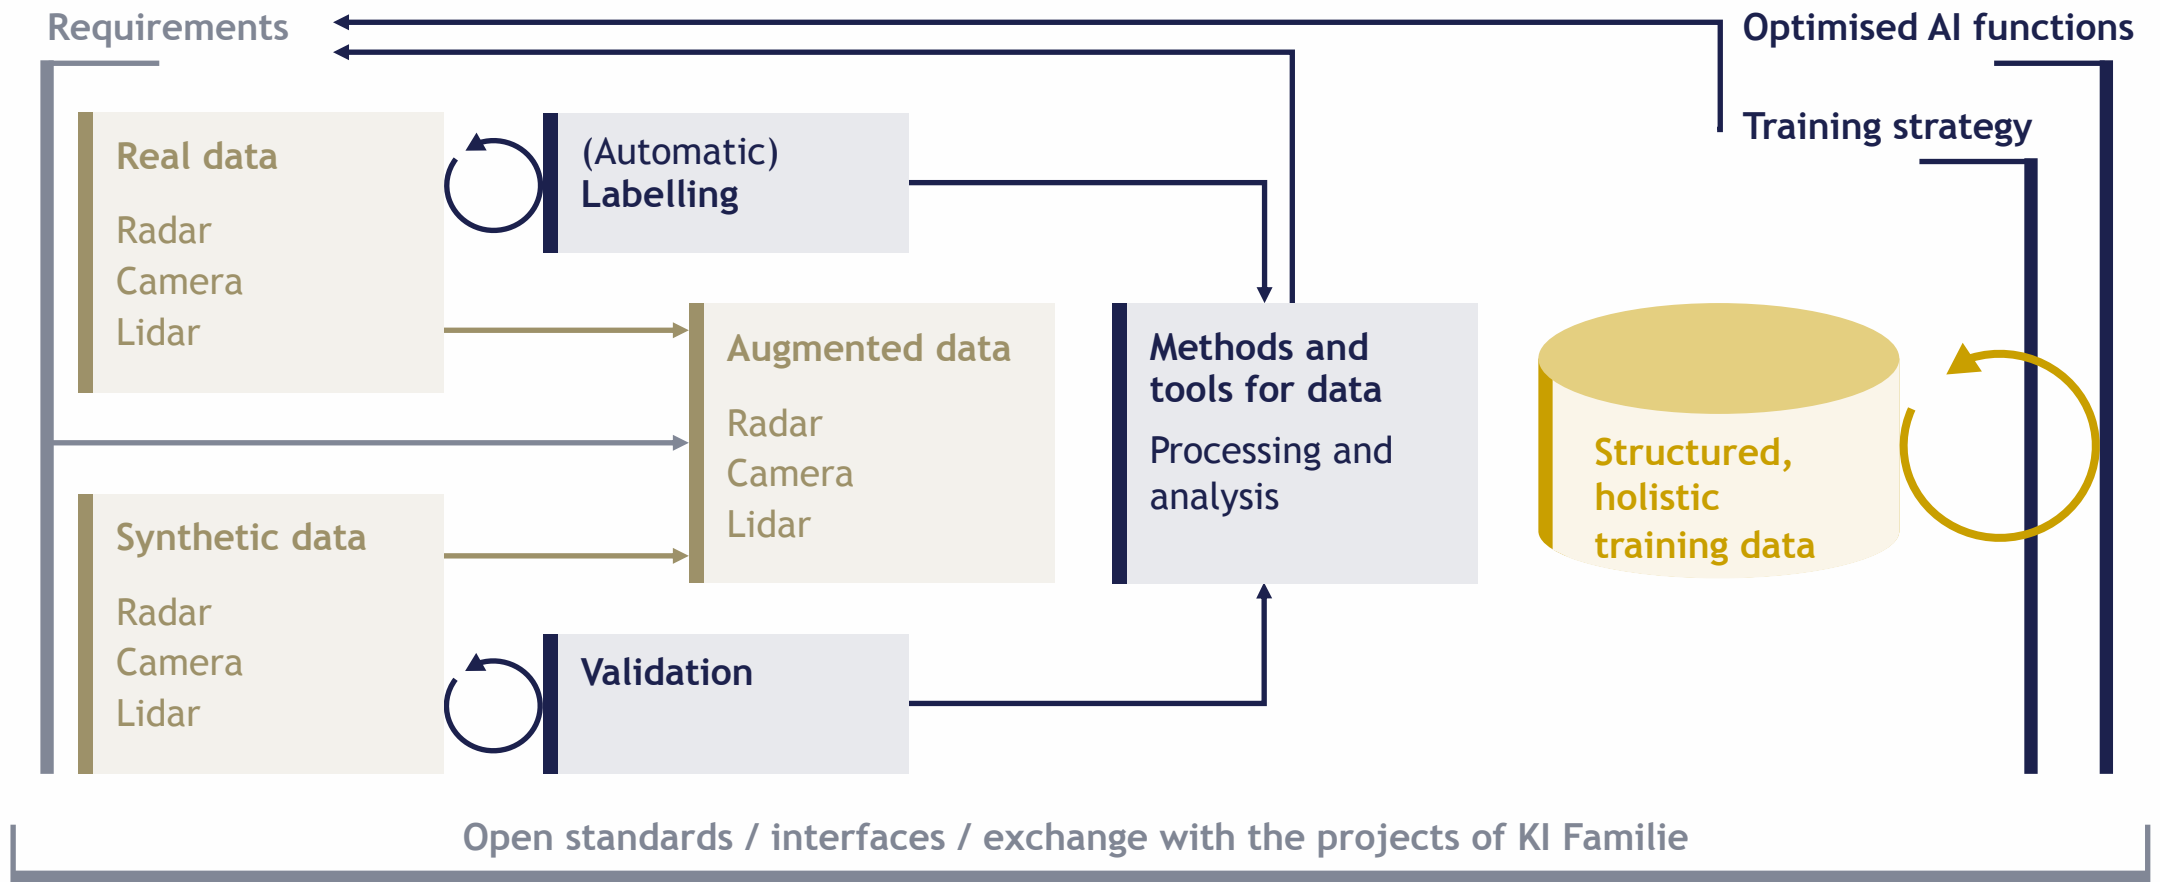 Requirements
Optimised AI functions
Training strategy
Real data
Radar
Camera
Lidar
(Automatic)
Labelling
Augmented data
Radar
Camera
Lidar
Methods and
tools for data
Processing and
analysis
Structured,
holistic
training data
Synthetic data
Radar
Camera
Lidar
Validation
Open standards / interfaces / exchange with the projects of KI Familie